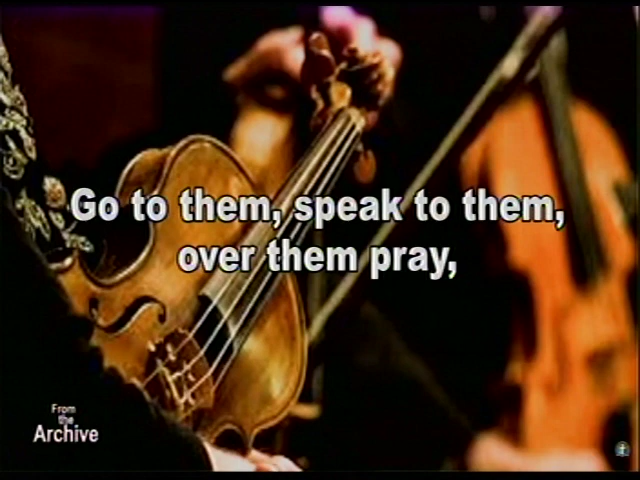 Go to them, speak to them,
over them pray,
From
the
Archive